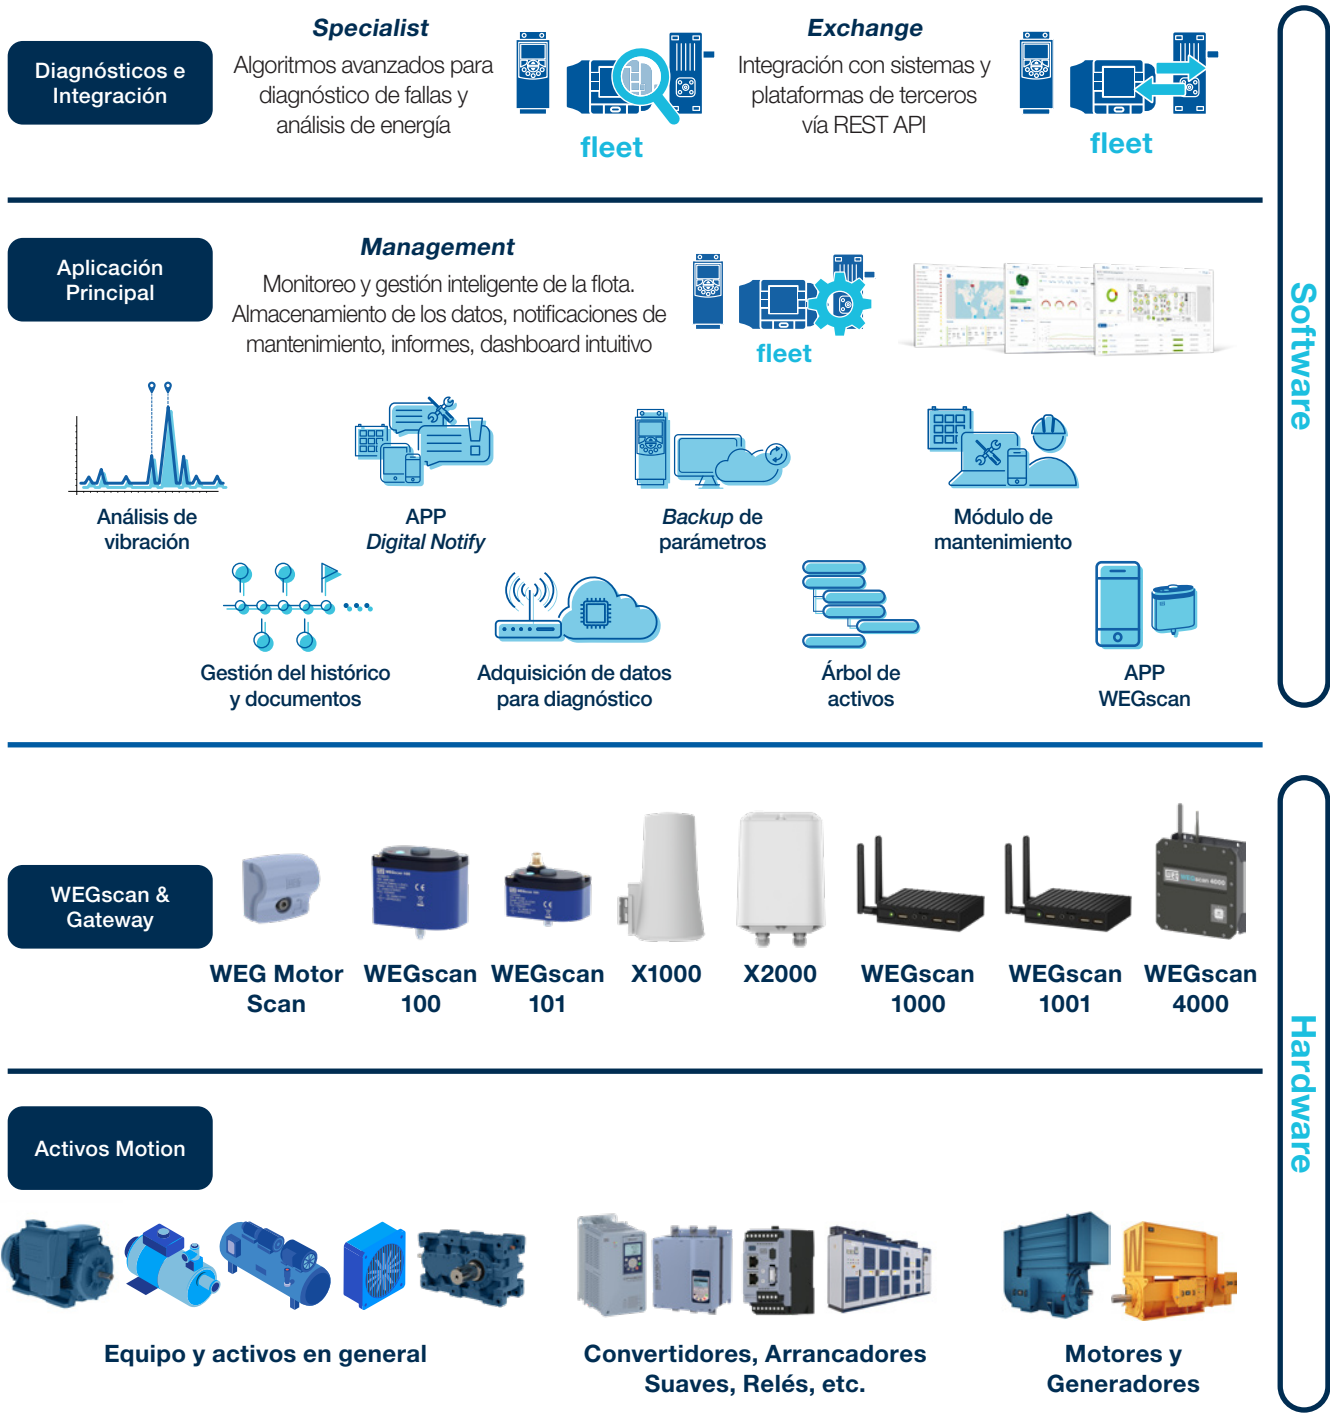 Diagnósticos e
Integración
Specialist
Algoritmos avanzados para
diagnóstico de fallas y
análisis de energía
fleet
Exchange
Integración con sistemas y
plataformas de terceros
vía REST API
fleet
Software
Aplicación
Principal
Management
Monitoreo y gestión inteligente de la flota.
Almacenamiento de los datos, notificaciones de
mantenimiento, informes, dashboard intuitivo
fleet
Análisis de
vibración
APP
Digital Notify
Backup de
parámetros
Módulo de
mantenimiento
Gestión del histórico
y documentos
Adquisición de datos
para diagnóstico
Árbol de
activos
APP
WEGscan
Hardware
WEGscan &
Gateway
WEG Motor
Scan
WEGscan
100
WEGscan
101
X1000
X2000
WEGscan
1000
WEGscan
1001
WEGscan 4000
WEGscan
4000
Activos Motion
Equipo y activos en general
Convertidores, Arrancadores
Suaves, Relés, etc.
Motores y
Generadores